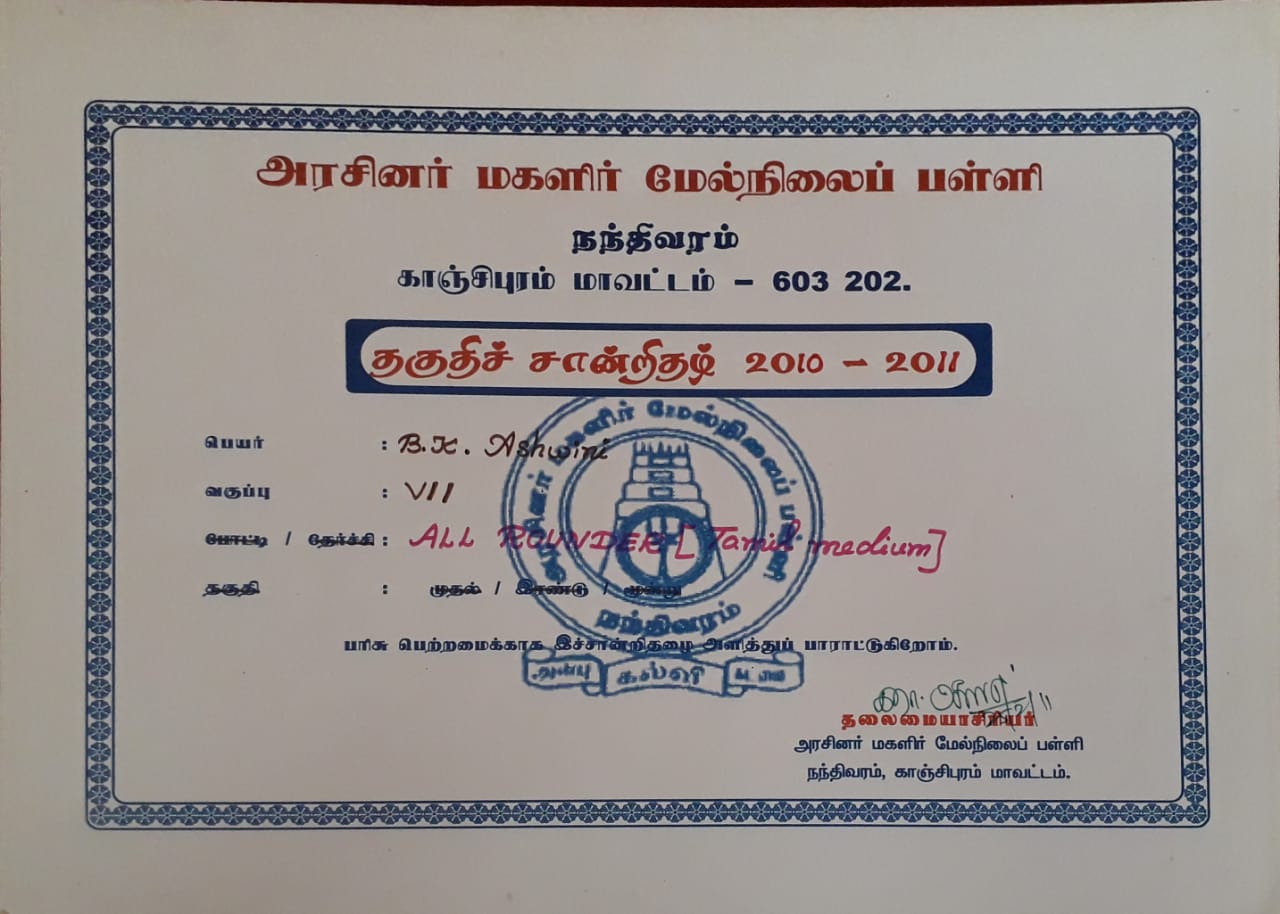 அரசினர் மகளிர் மேல்நிலைப் பள்ளி
நந்திவரம்
காஞ்சிபுரம் மாவட்டம் – 603 202.
தகுதிச் சான்றிதழ் 2010 – 2011
அரசினர் மகளிர் மேல்நிலைப் பள்ளி
நந்திவரம்
அன்பு கல்வி கடமை
பெயர் : B.K. Ashwini
வகுப்பு : VII
போட்டி / தேர்ச்சி : ALL ROUNDER [Tamil medium]
தகுதி : முதல் / இரண்டு / மூன்று
பரிசு பெற்றமைக்காக இச்சான்றிதழை அளித்துப் பாராட்டுகிறோம்.
தலைமையாசிரியர்
அரசினர் மகளிர் மேல்நிலைப் பள்ளி
நந்திவரம், காஞ்சிபுரம் மாவட்டம்.